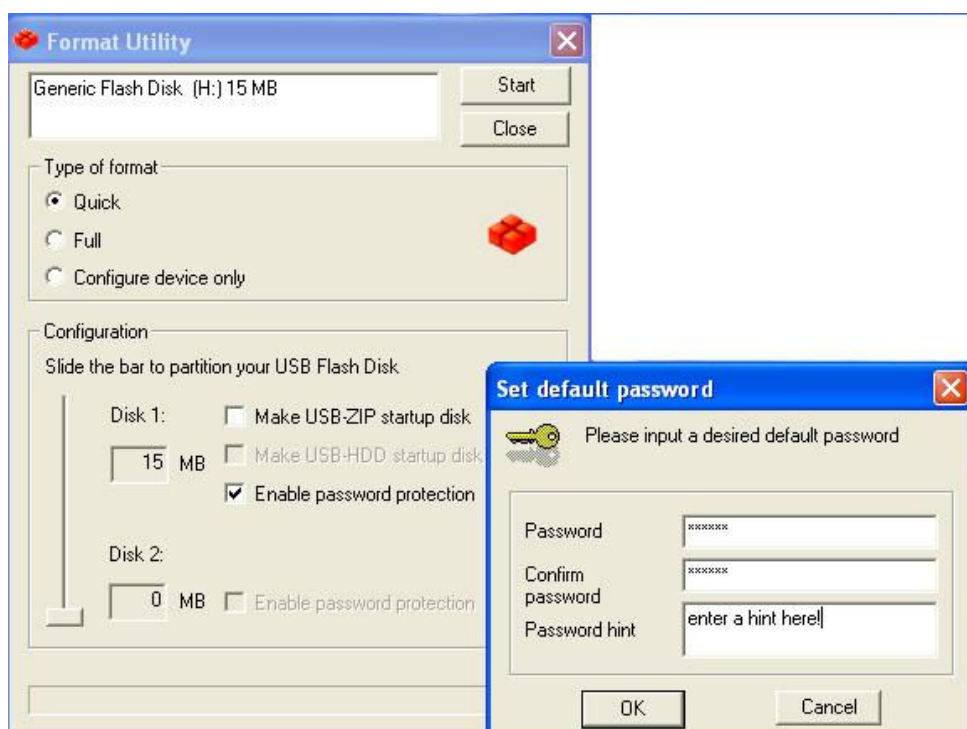 Format Utility
Generic Flash Disk (H:) 15 MB
Start
Close
Type of format
Quick
Full
Configure device only
Configuration
Slide the bar to partition your USB Flash Disk
Disk 1:
Make USB-ZIP startup disk
15 MB
Make USB-HDD startup disk
Enable password protection
Disk 2:
0 MB
Enable password protection
Set default password
Please input a desired default password
Password
xxxxxx
Confirm
password
xxxxxx
Password hint
enter a hint here!
OK
Cancel